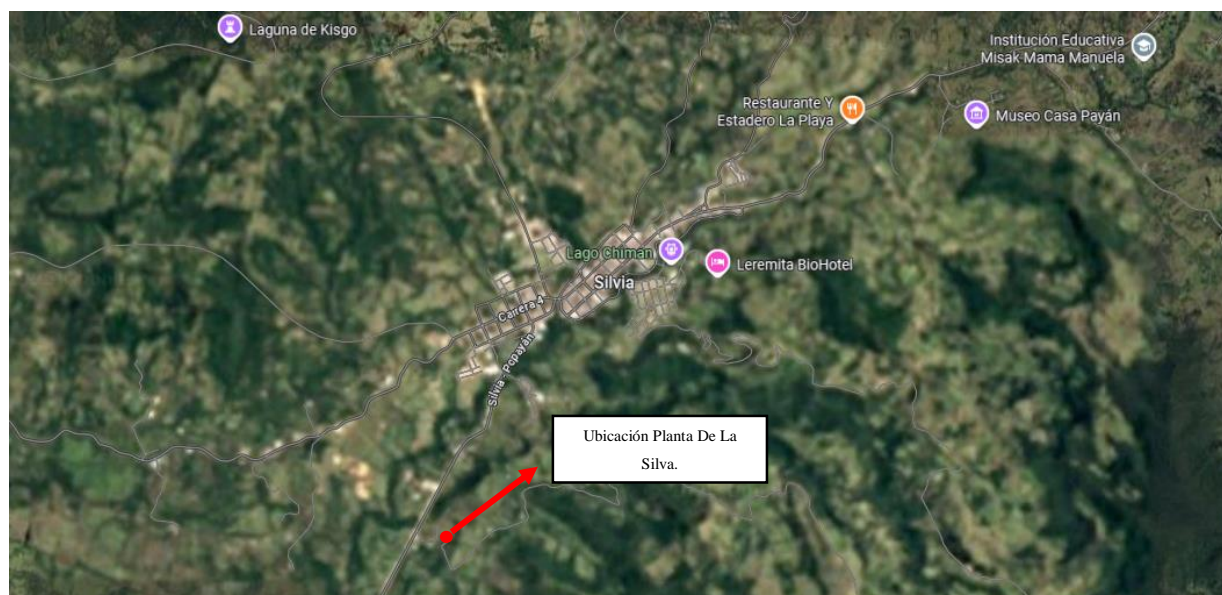 Laguna de Kisgo
Institución Educativa
Misak Mama Manuela
Restaurante Y
Estadero La Playa
Museo Casa Payán
Lago Chiman
Leremita BioHotel
Silvia
Carrera 4
Silvia - Popayán
Ubicación Planta De La
Silva.